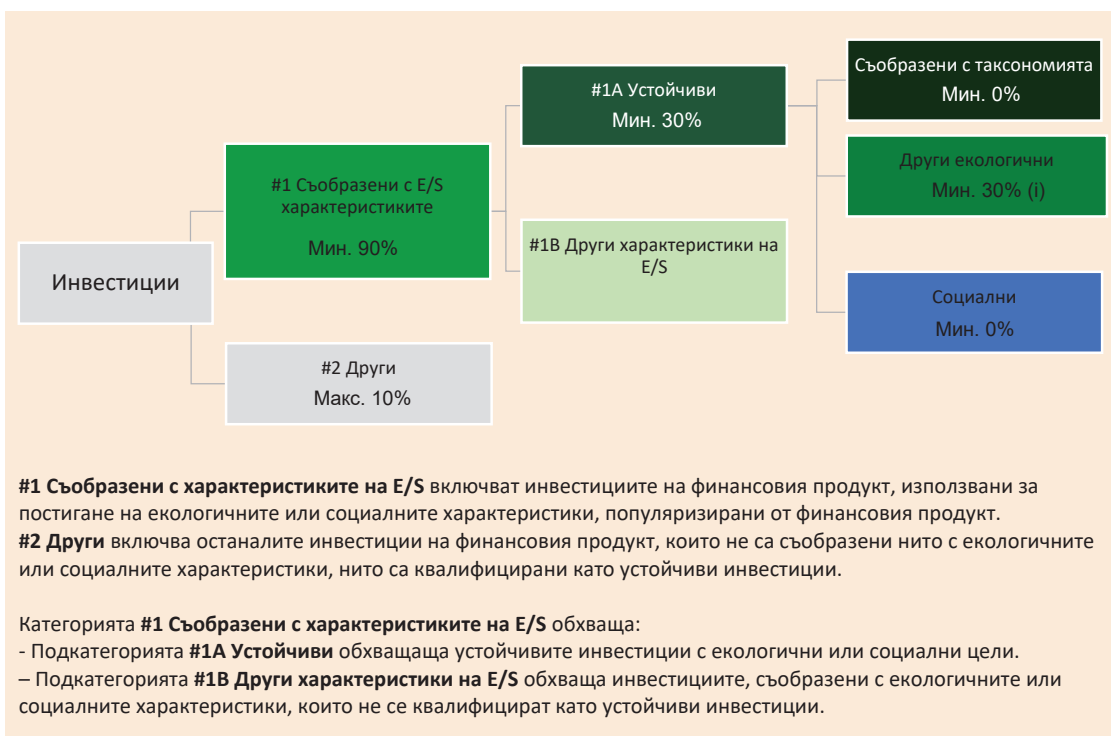 Инвестиции
#1 Съобразени с E/S
характеристиките
Мин. 90%
#2 Други
Макс. 10%
#1A Устойчиви
Мин. 30%
#1B Други характеристики на
E/S
Съобразени с таксономията
Мин. 0%
Други екологични
Мин. 30% (i)
Социални
Мин. 0%
#1 Съобразени с характеристиките на E/S включват инвестициите на финансовия продукт, използвани за
постигане на екологичните или социалните характеристики, популяризирани от финансовия продукт.
#2 Други включва останалите инвестиции на финансовия продукт, които не са съобразени нито с екологичните
или социалните характеристики, нито са квалифицирани като устойчиви инвестиции.
Категорията #1 Съобразени с характеристиките на E/S обхваща:
- Подкатегорията #1A Устойчиви обхващаща устойчивите инвестиции с екологични или социални цели.
– Подкатегорията #1B Други характеристики на E/S обхваща инвестициите, съобразени с екологичните или
социалните характеристики, които не се квалифицират като устойчиви инвестиции.